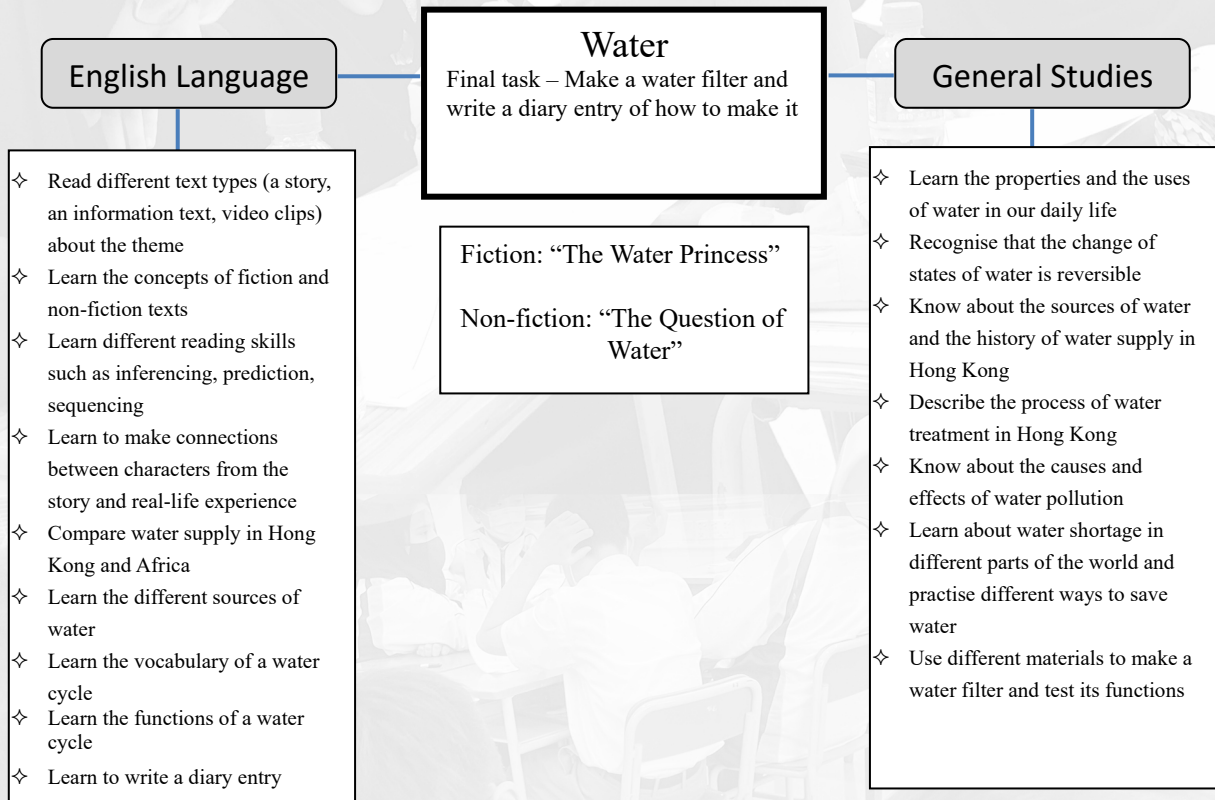 Water
Final task – Make a water filter and
write a diary entry of how to make it
English Language
General Studies
✧ Read different text types (a story,
an information text, video clips)
about the theme
✧ Learn the concepts of fiction and
non-fiction texts
✧ Learn different reading skills
such as inferencing, prediction,
sequencing
✧ Learn to make connections
between characters from the
story and real-life experience
✧ Compare water supply in Hong
Kong and Africa
✧ Learn the different sources of
water
✧ Learn the vocabulary of a water
cycle
✧ Learn the functions of a water
cycle
✧ Learn to write a diary entry
Fiction: “The Water Princess”
Non-fiction: “The Question of
Water”
✧ Learn the properties and the uses
of water in our daily life
✧ Recognise that the change of
states of water is reversible
✧ Know about the sources of water
and the history of water supply in
Hong Kong
✧ Describe the process of water
treatment in Hong Kong
✧ Know about the causes and
effects of water pollution
✧ Learn about water shortage in
different parts of the world and
practise different ways to save
water
✧ Use different materials to make a
water filter and test its functions